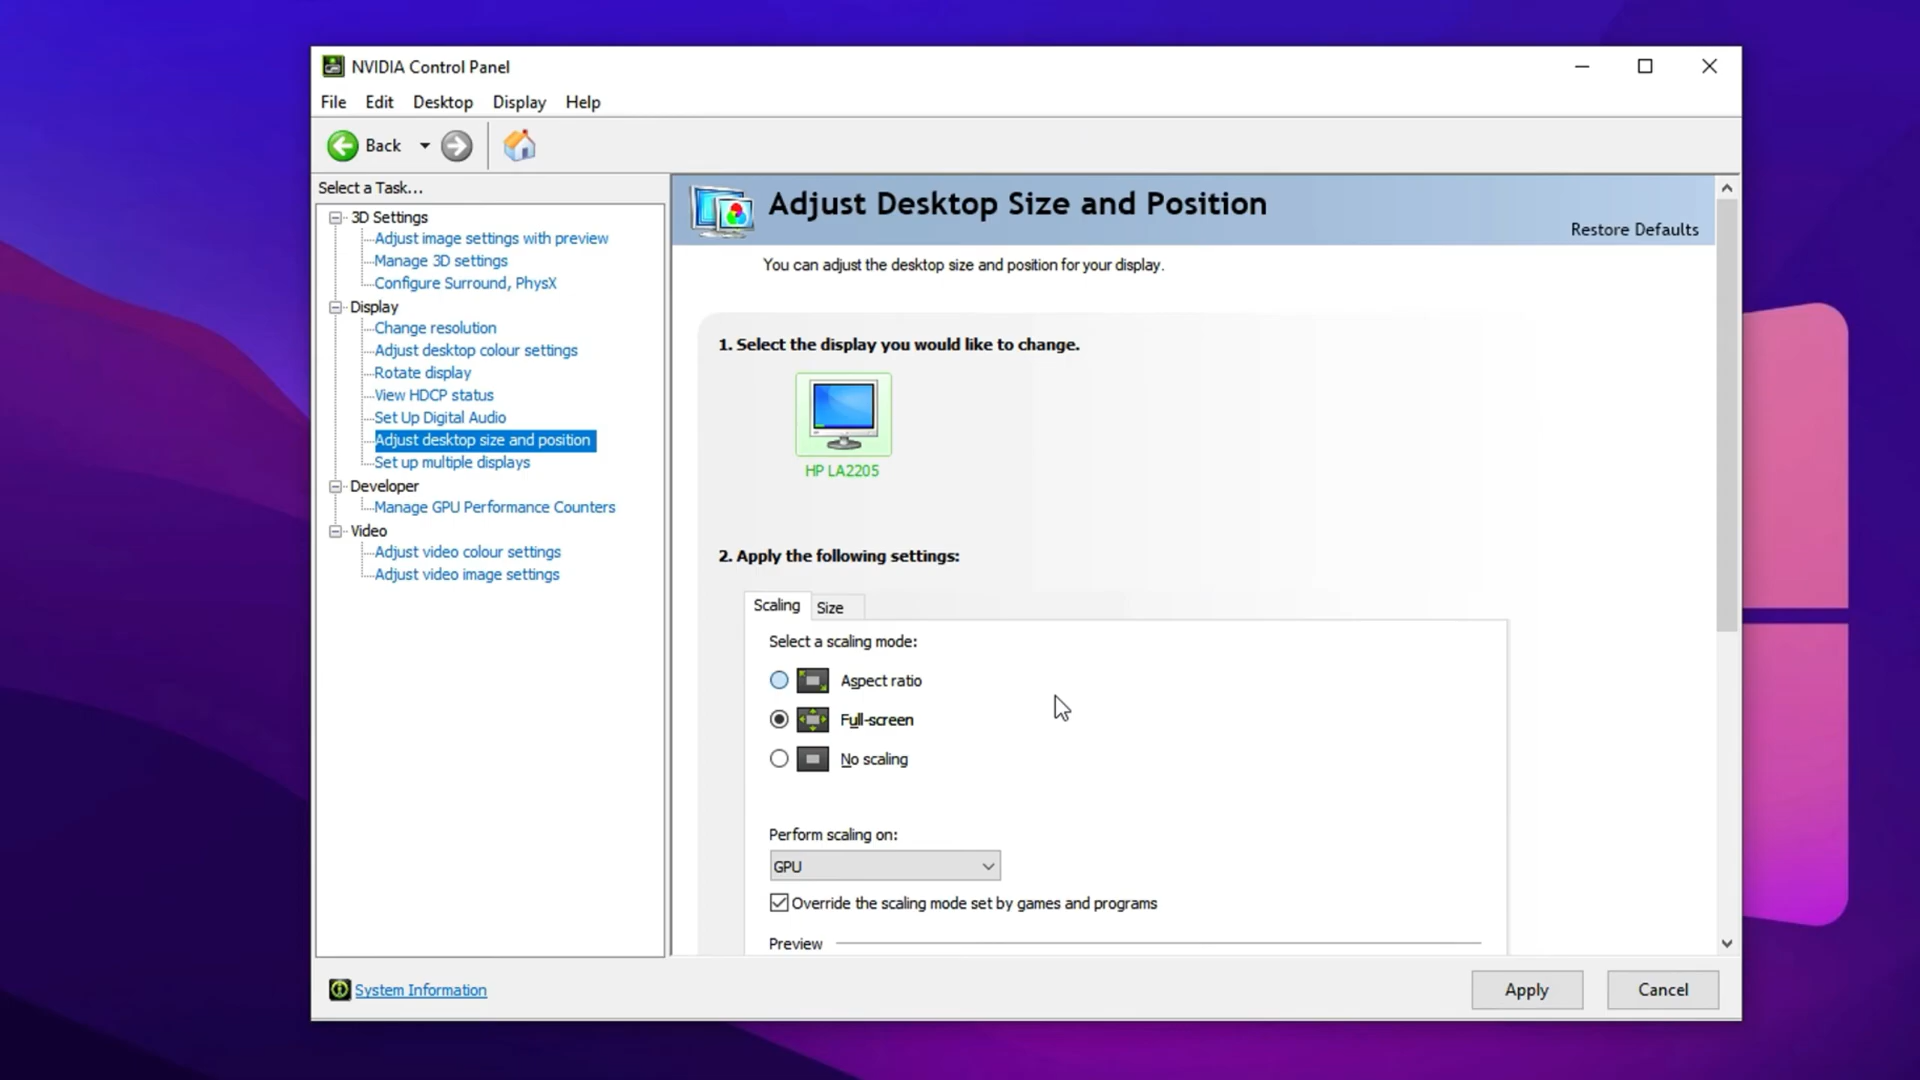 NVIDIA Control Panel
File Edit Desktop Display Help
Back
Select a Task...
3D Settings
Adjust image settings with preview
Manage 3D settings
Configure Surround, PhysX
Display
Change resolution
Adjust desktop colour settings
Rotate display
View HDCP status
Set Up Digital Audio
Adjust desktop size and position
Set up multiple displays
Developer
Manage GPU Performance Counters
Video
Adjust video colour settings
Adjust video image settings
System Information
Adjust Desktop Size and Position
Restore Defaults
You can adjust the desktop size and position for your display.
1. Select the display you would like to change.
HP LA2205
2. Apply the following settings:
Scaling Size
Select a scaling mode:
Aspect ratio
Full-screen
No scaling
Perform scaling on:
GPU
Override the scaling mode set by games and programs
Preview
Apply Cancel